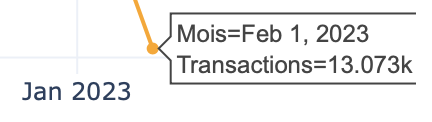 Mois=Feb 1, 2023
Transactions=13.073k
Jan 2023